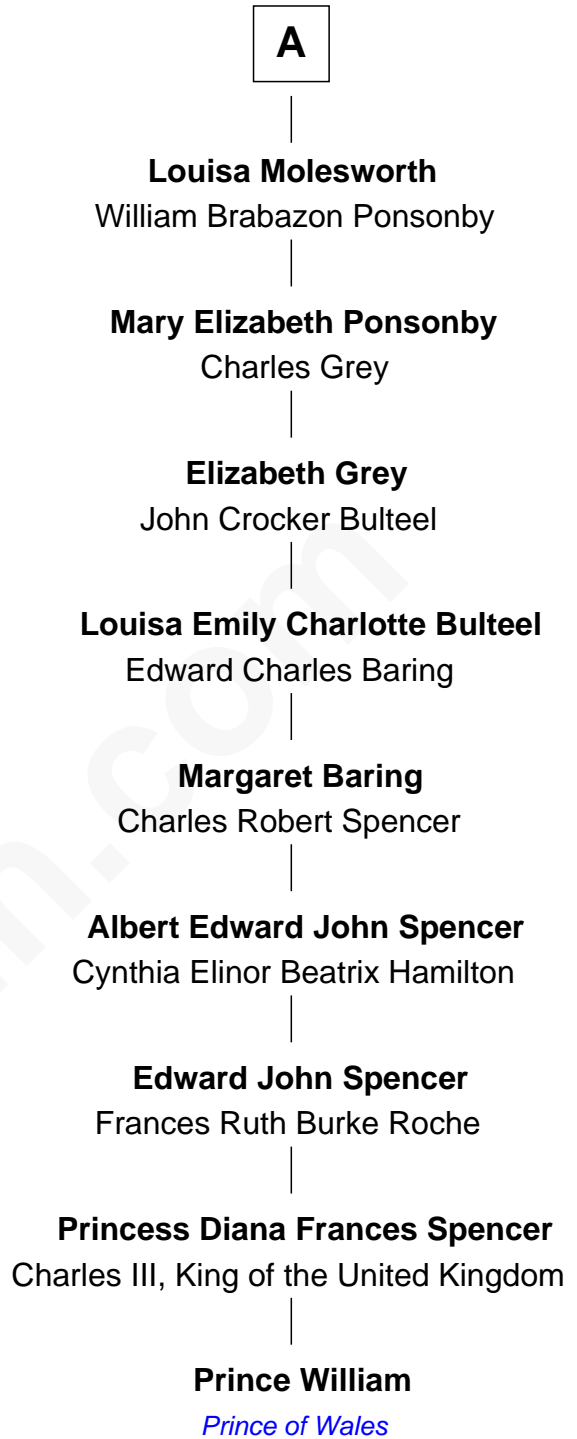 A
Louisa Molesworth
William Brabazon Ponsonby
Mary Elizabeth Ponsonby
Charles Grey
Elizabeth Grey
John Crocker Bulteel
Louisa Emily Charlotte Bulteel
Edward Charles Baring
Margaret Baring
Charles Robert Spencer
Albert Edward John Spencer
Cynthia Elinor Beatrix Hamilton
Edward John Spencer
Frances Ruth Burke Roche
Princess Diana Frances Spencer
Charles III, King of the United Kingdom
Prince William
Prince of Wales